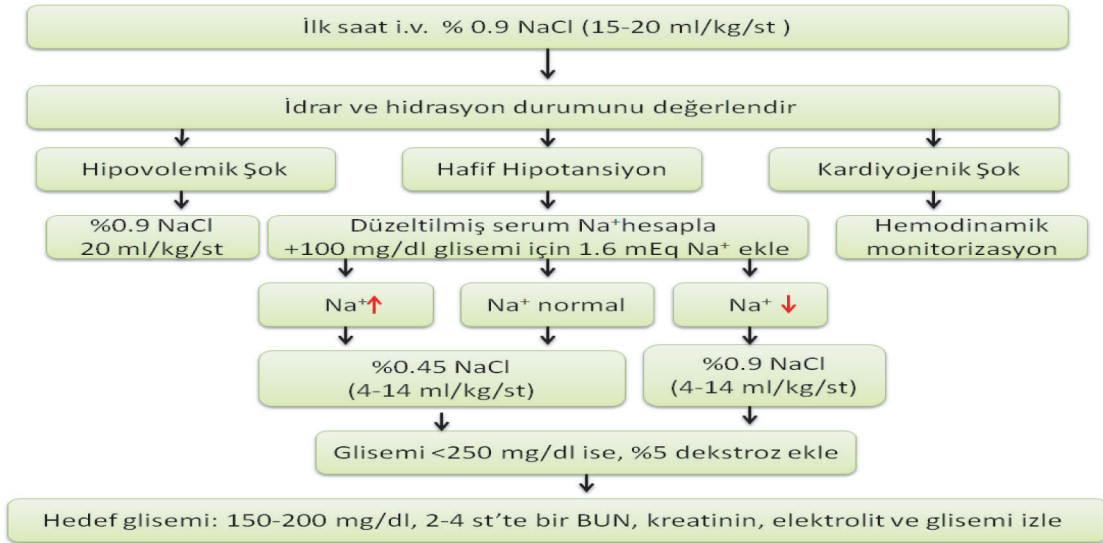 İlk saat i.v. % 0.9 NaCl (15-20 ml/kg/st )
İdrar ve hidrasyon durumunu değerlendir
Hipovolemik Şok
Hafif Hipotansiyon
Kardiyojenik Şok
%0.9 NaCl
20 ml/kg/st
Düzeltilmiş serum Na⁺hesapla
+100 mg/dl glisemi için 1.6 mEq Na⁺ ekle
Hemodinamik
monitorizasyon
Na⁺↑
Na⁺ normal
Na⁺ ↓
%0.45 NaCl
(4-14 ml/kg/st)
%0.9 NaCl
(4-14 ml/kg/st)
Glisemi <250 mg/dl ise, %5 dekstroz ekle
Hedef glisemi: 150-200 mg/dl, 2-4 st’te bir BUN, kreatinin, elektrolit ve glisemi izle